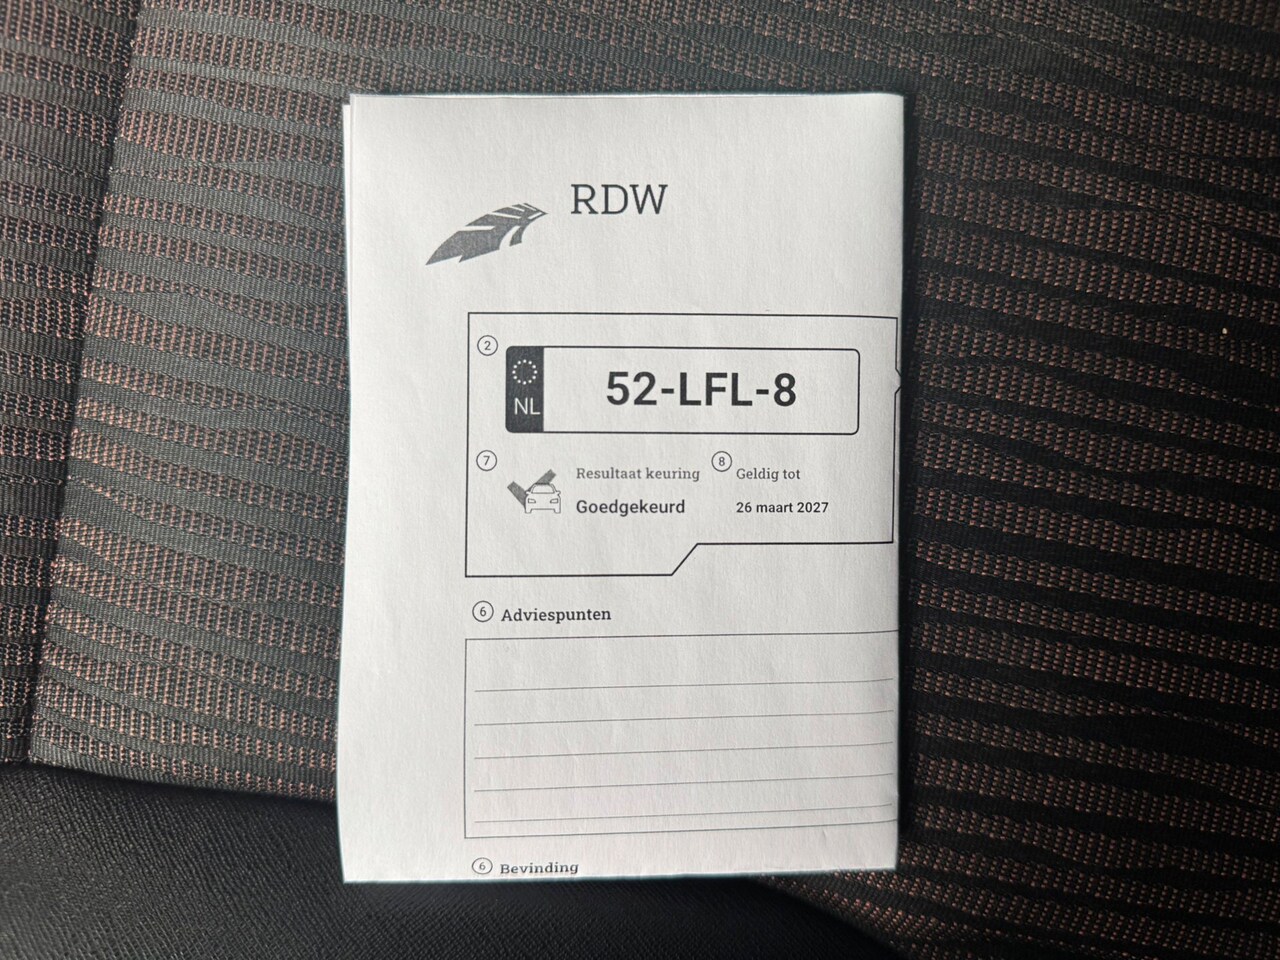 RDW
2
NL
52-LFL-8
7
Resultaat keuring
8
Geldig tot
Goedgekeurd
26 maart 2027
6 Adviespunten
6 Bevinding